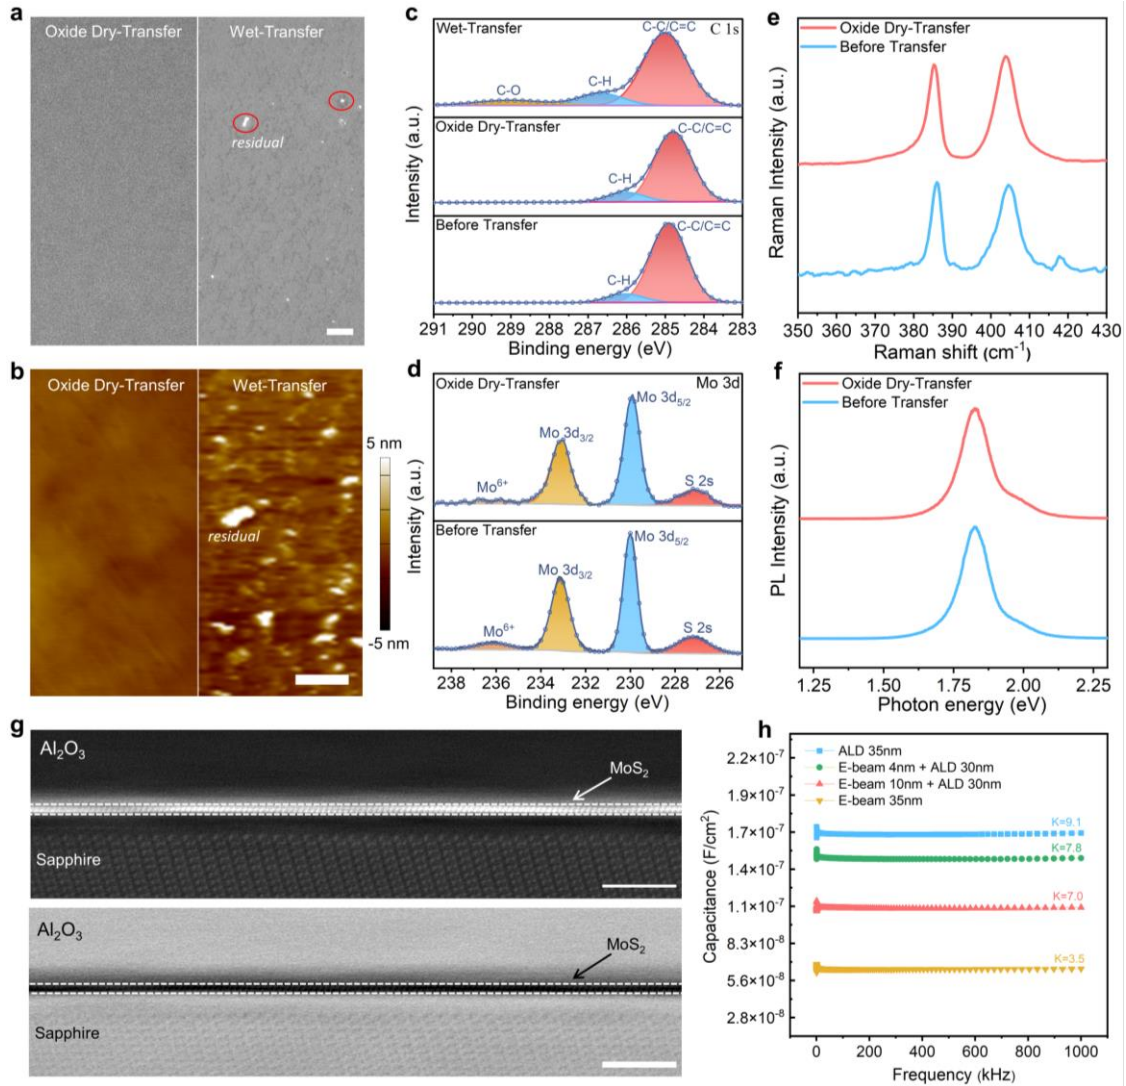 a
Oxide Dry-Transfer
Wet-Transfer
residual
b
Oxide Dry-Transfer
Wet-Transfer
residual
5 nm
-5 nm
c
Wet-Transfer
C 1s
C-C/C=C
C-H
C-O
Oxide Dry-Transfer
C-C/C=C
C-H
Before Transfer
C-C/C=C
C-H
Intensity (a.u.)
291 290 289 288 287 286 285 284 283
Binding energy (eV)
d
Oxide Dry-Transfer
Mo 3d
Mo 3d5/2
Mo 3d3/2
Mo6+
S 2s
Before Transfer
Mo 3d5/2
Mo 3d3/2
Mo6+
S 2s
Intensity (a.u.)
238 236 234 232 230 228 226
Binding energy (eV)
e
Oxide Dry-Transfer
Before Transfer
Raman Intensity (a.u.)
350 360 370 380 390 400 410 420 430
Raman shift (cm-1)
f
Oxide Dry-Transfer
Before Transfer
PL Intensity (a.u.)
1.25 1.50 1.75 2.00 2.25
Photon energy (eV)
g
Al2O3
MoS2
Sapphire
Al2O3
MoS2
Sapphire
h
ALD 35nm
E-beam 4nm + ALD 30nm
E-beam 10nm + ALD 30nm
E-beam 35nm
K=9.1
K=7.8
K=7.0
K=3.5
2.2×10-7
1.9×10-7
1.7×10-7
1.4×10-7
1.1×10-7
8.3×10-8
5.6×10-8
2.8×10-8
Capacitance (F/cm2)
0 200 400 600 800 1000
Frequency (kHz)